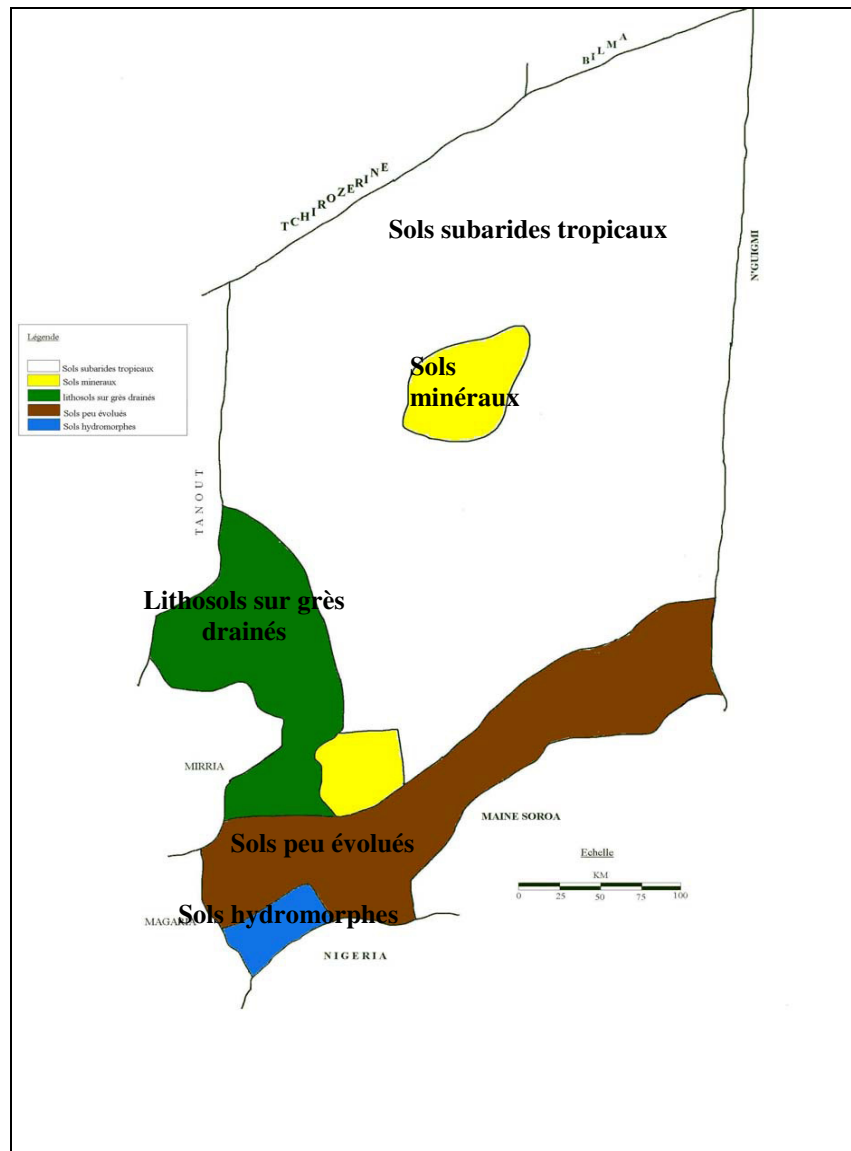 BILMA
TCHIROZERINE
Sols subarides tropicaux
N'GUIGMI
Légende
Sols subarides tropicaux
Sols mineraux
lithosols sur grès drainés
Sols peu évolués
Sols hydromorphes
Sols
minéraux
TANOUT
Lithosols sur grès
drainés
MIRRIA
MAINE SOROA
Sols peu évolués
Echelle
KM
0 25 50 75 100
Sols hydromorphes
MAGARIA
NIGERIA